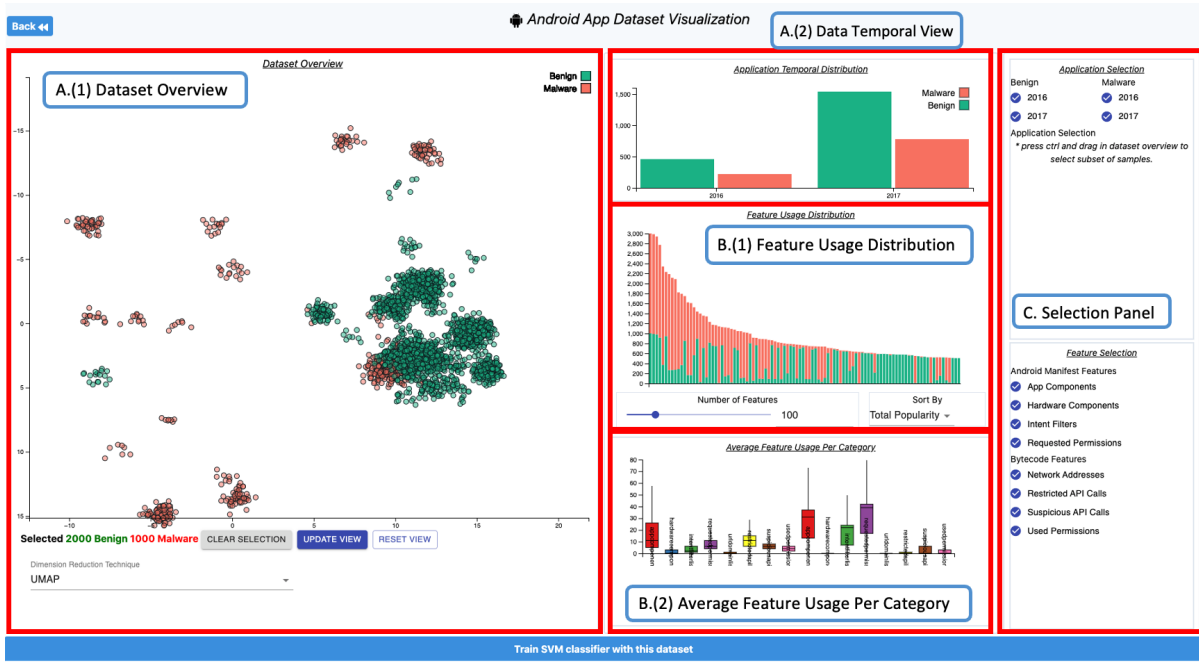 Back
Android App Dataset Visualization
A.(2) Data Temporal View
Dataset Overview
A.(1) Dataset Overview
Benign
Malware
-15
-10
-5
0
5
10
15
-10
-5
0
5
10
15
20
Selected 2000 Benign 1000 Malware
CLEAR SELECTION
UPDATE VIEW
RESET VIEW
Dimension Reduction Technique
UMAP
Application Temporal Distribution
Malware
Benign
1,500
1,000
500
0
2016
2017
Feature Usage Distribution
B.(1) Feature Usage Distribution
3,000
2,800
2,600
2,400
2,200
2,000
1,800
1,600
1,400
1,200
1,000
800
600
400
200
0
Number of Features
100
Sort By
Total Popularity
Average Feature Usage Per Category
80
70
60
50
40
30
20
10
0
B.(2) Average Feature Usage Per Category
Application Selection
Benign
Malware
2016
2016
2017
2017
Application Selection
* press ctrl and drag in dataset overview to
select subset of samples.
C. Selection Panel
Feature Selection
Android Manifest Features
App Components
Hardware Components
Intent Filters
Requested Permissions
Bytecode Features
Network Addresses
Restricted API Calls
Suspicious API Calls
Used Permissions
Train SVM classifier with this dataset